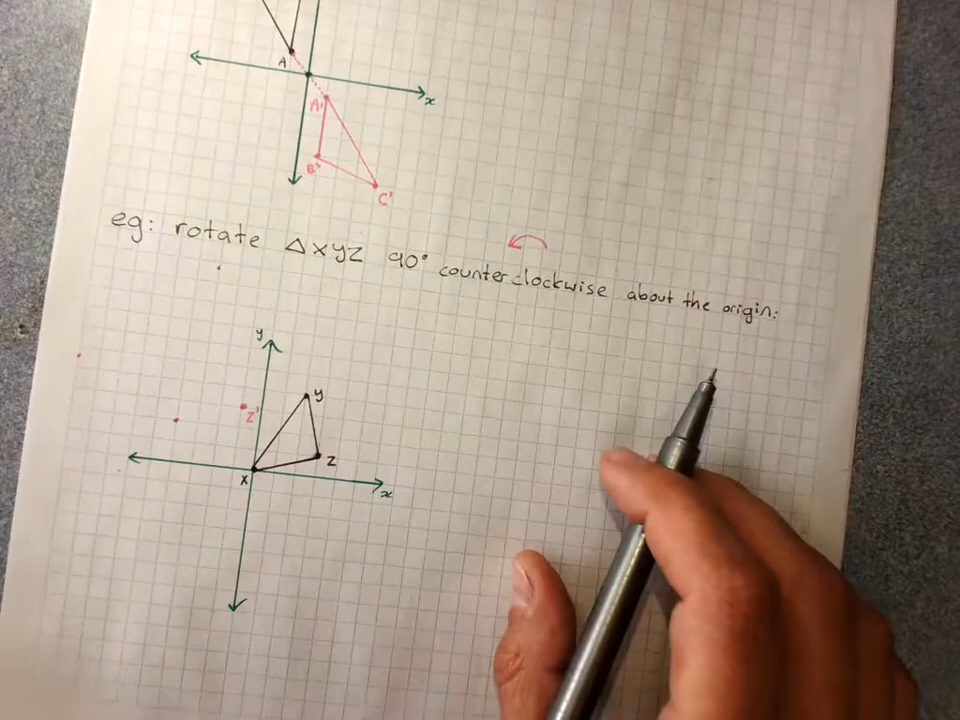 A
x
A'
B'
C'
eg: rotate △XYZ 90° counterclockwise about the origin:
y
y
Z'
Z
X
x